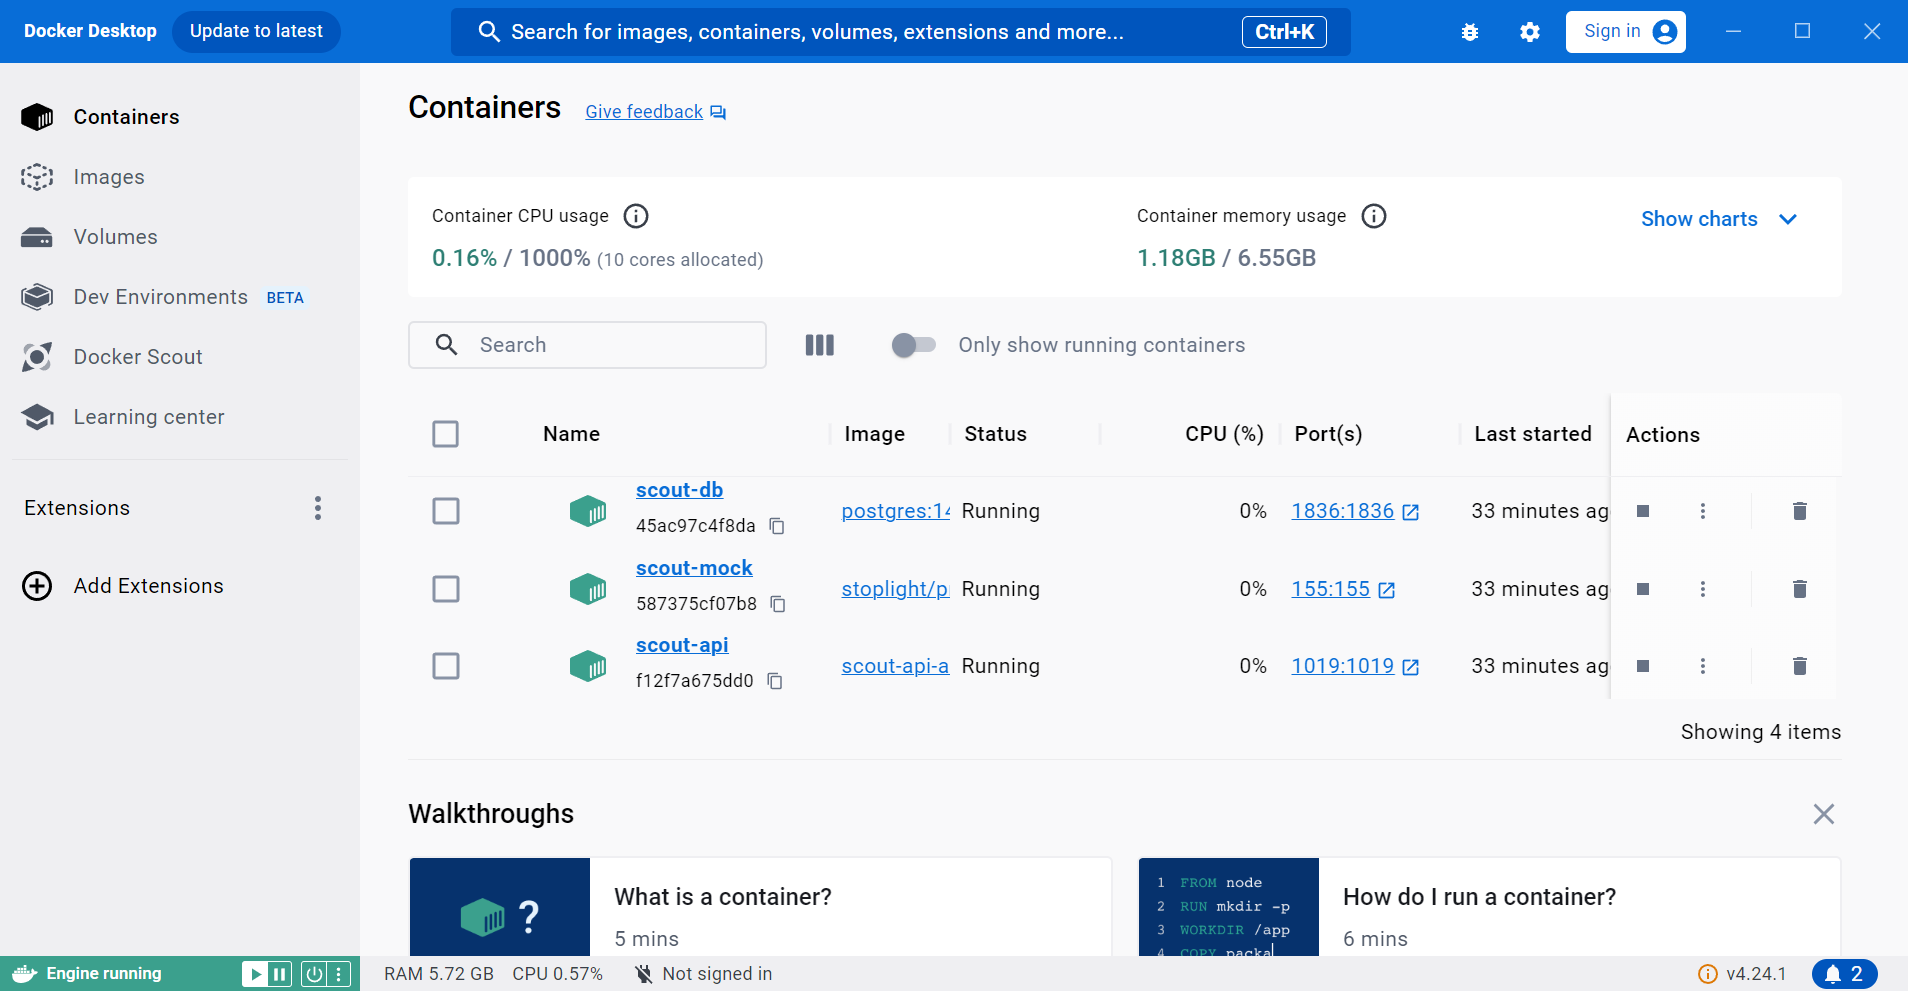 Docker Desktop Update to latest Search for images, containers, volumes, extensions and more... Ctrl+K Sign in
Containers
Images
Volumes
Dev Environments BETA
Docker Scout
Learning center
Extensions
Add Extensions
Containers Give feedback
Container CPU usage
0.16% / 1000% (10 cores allocated)
Container memory usage
1.18GB / 6.55GB
Show charts
Search
Only show running containers
Name Image Status CPU (%) Port(s) Last started Actions
scout-db
45ac97c4f8da
postgres:14 Running 0% 1836:1836 33 minutes ag
scout-mock
587375cf07b8
stoplight/p Running 0% 155:155 33 minutes ag
scout-api
f12f7a675dd0
scout-api-a Running 0% 1019:1019 33 minutes ag
Showing 4 items
Walkthroughs
?
What is a container?
5 mins
1 FROM node
2 RUN mkdir -p
3 WORKDIR /app
4 COPY packa
How do I run a container?
6 mins
Engine running RAM 5.72 GB CPU 0.57% Not signed in v4.24.1 2